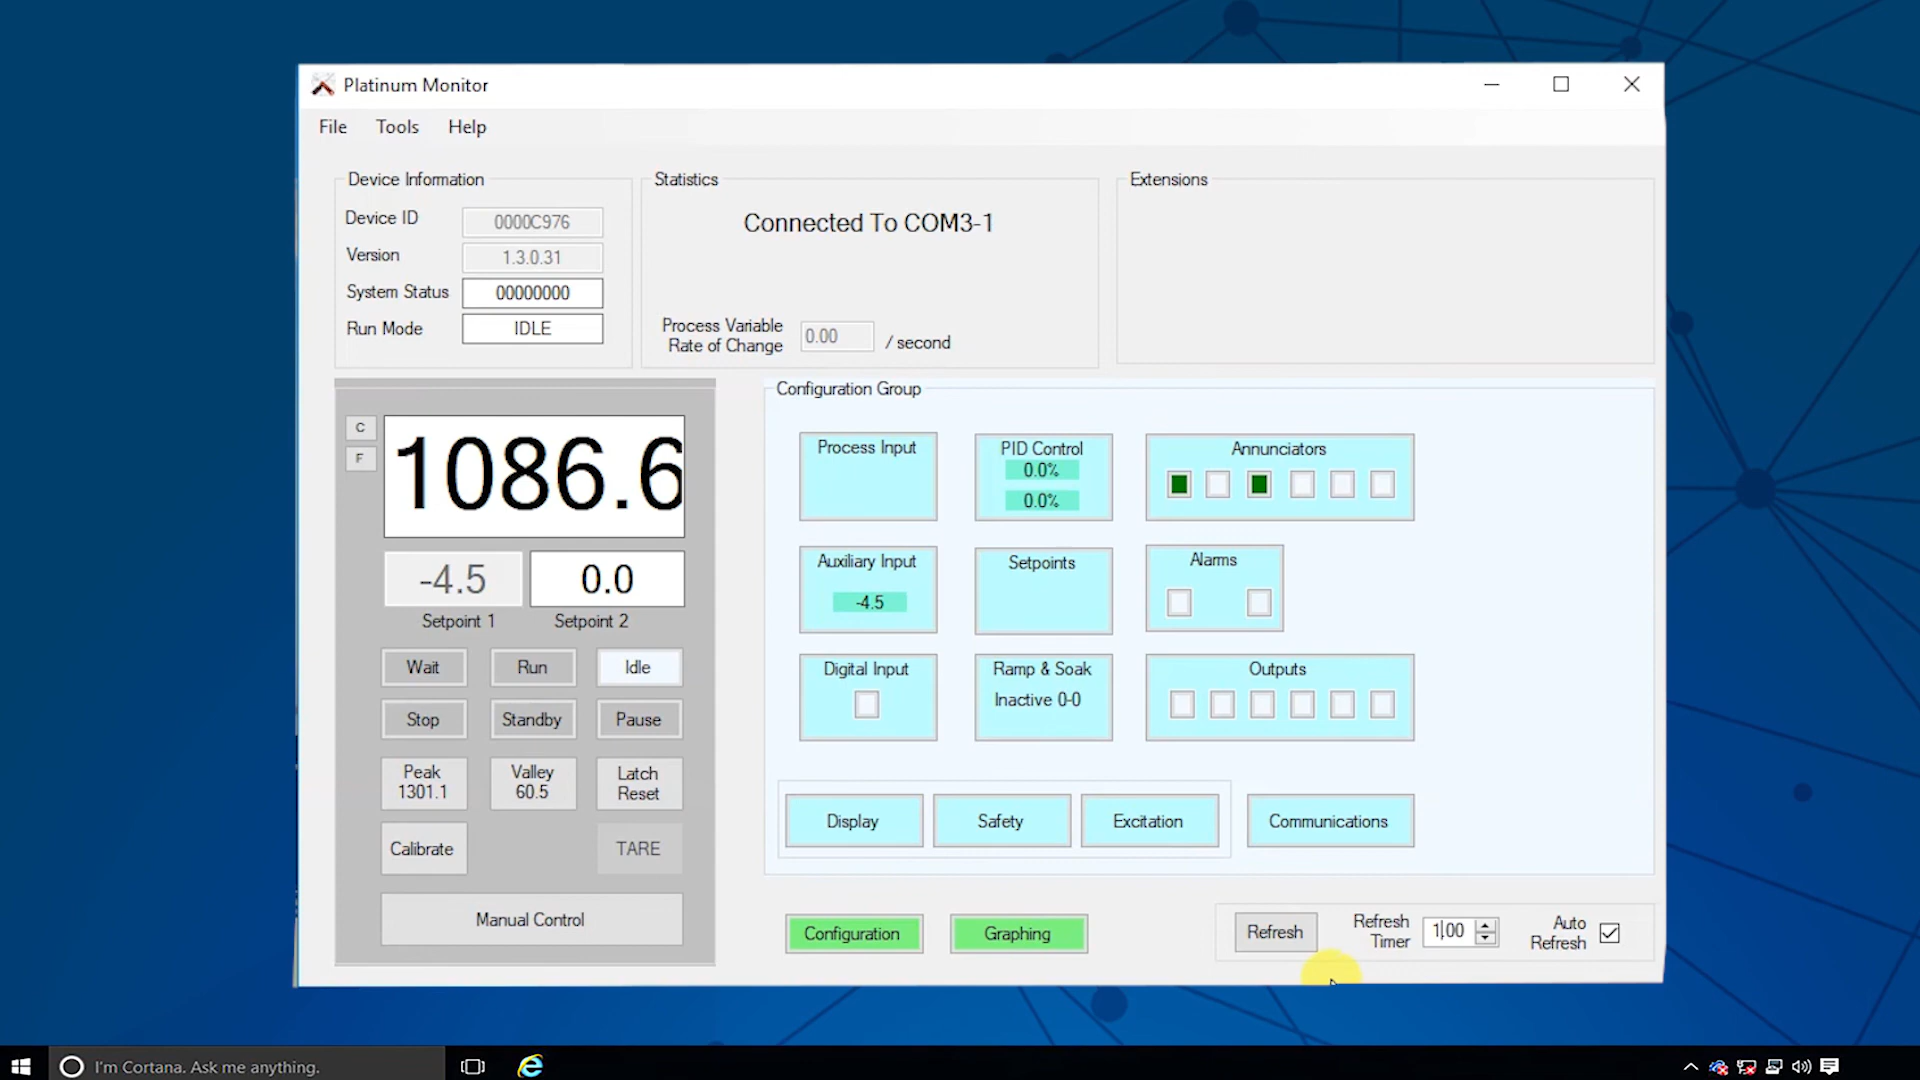 Platinum Monitor
File Tools Help
Device Information
Device ID 0000C976
Version 1.3.0.31
System Status 00000000
Run Mode IDLE
Statistics
Connected To COM3-1
Process Variable
Rate of Change 0.00 / second
Extensions
C
F
1086.6
-4.5 0.0
Setpoint 1 Setpoint 2
Wait Run Idle
Stop Standby Pause
Peak
1301.1
Valley
60.5
Latch
Reset
Calibrate TARE
Manual Control
Configuration Group
Process Input
PID Control
0.0%
0.0%
Annunciators
Auxiliary Input
-4.5
Setpoints
Alarms
Digital Input
Ramp & Soak
Inactive 0-0
Outputs
Display Safety Excitation Communications
Configuration Graphing
Refresh
Refresh
Timer
1.00
Auto
Refresh
I'm Cortana. Ask me anything.